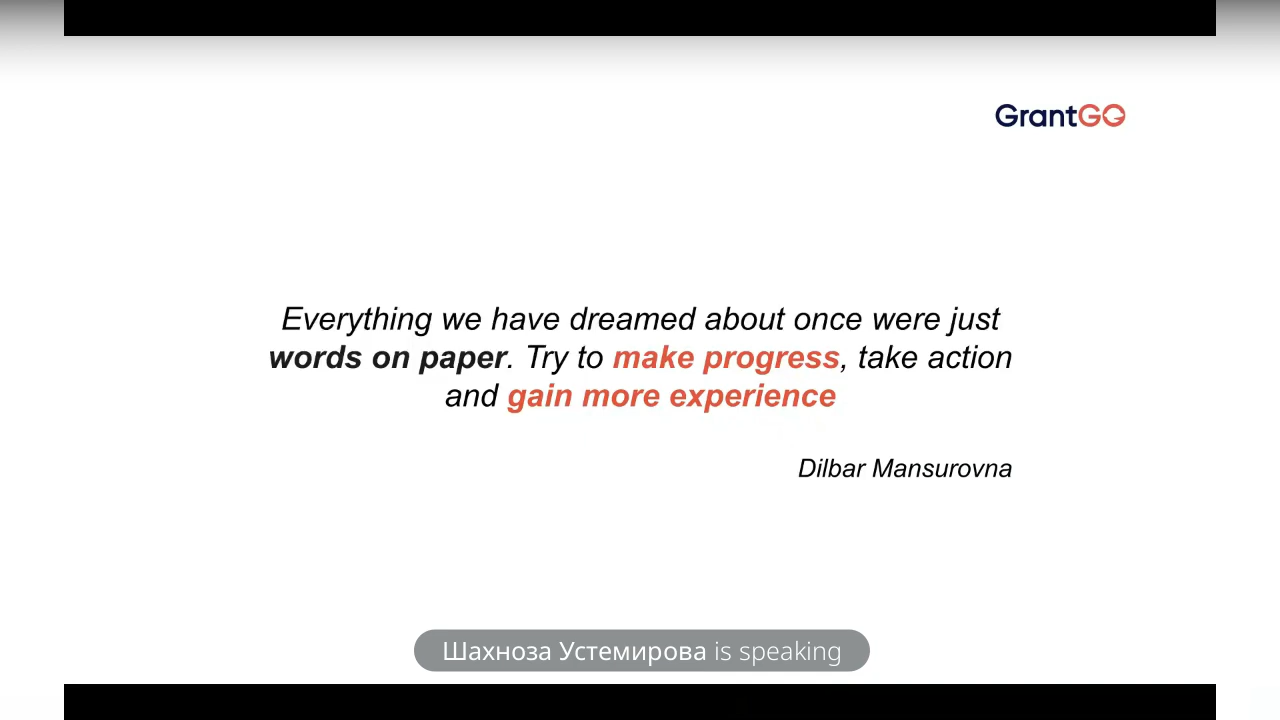 GrantGO
Everything we have dreamed about once were just
words on paper. Try to make progress, take action
and gain more experience
Dilbar Mansurovna
Шахноза Устемирова is speaking